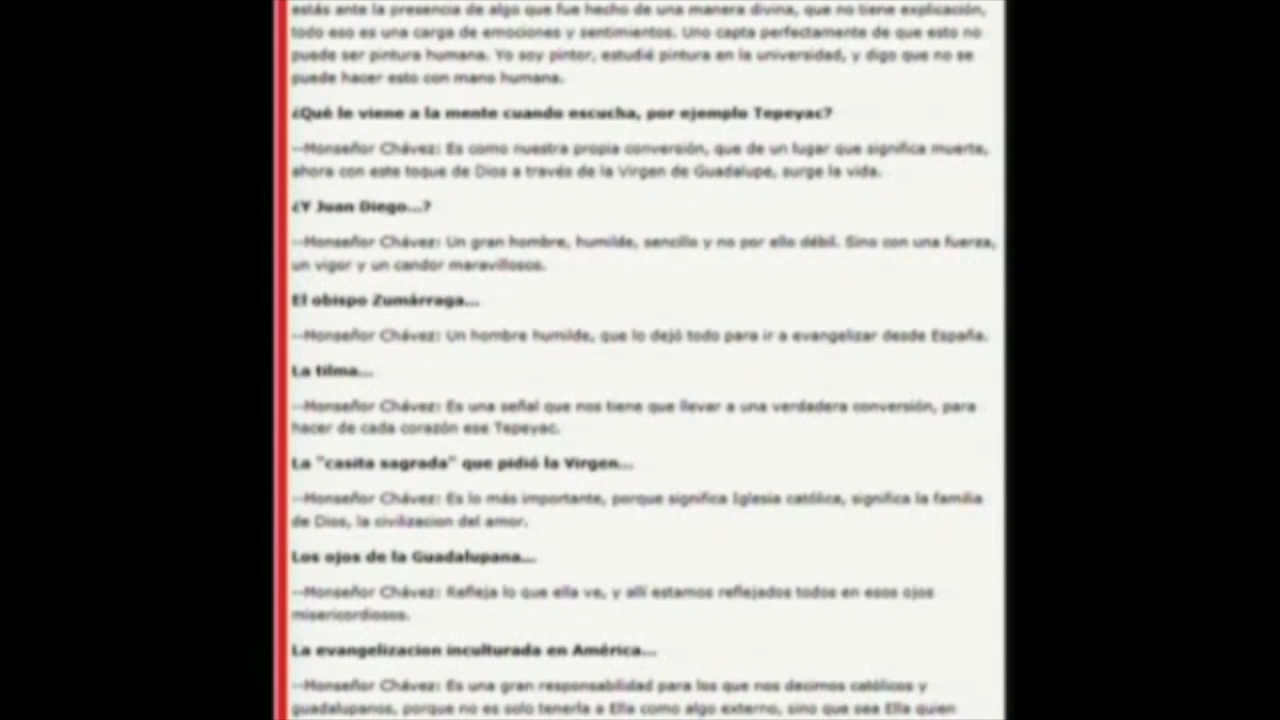 estás ante la presencia de algo que fue hecho de una manera divina, que no tiene explicación,
todo eso es una carga de emociones y sentimientos. Uno capta perfectamente de que esto no
puede ser pintura humana. Yo soy pintor, estudié pintura en la universidad, y digo que no se
puede hacer esto con mano humana.
¿Qué le viene a la mente cuando escucha, por ejemplo Tepeyac?
--Monseñor Chávez: Es como nuestra propia conversión, que de un lugar que significa muerte,
ahora con este toque de Dios a través de la Virgen de Guadalupe, surge la vida.
¿Y Juan Diego...?
--Monseñor Chávez: Un gran hombre, humilde, sencillo y no por ello débil. Sino con una fuerza,
un vigor y un candor maravillosos.
El obispo Zumárraga...
--Monseñor Chávez: Un hombre humilde, que lo dejó todo para ir a evangelizar desde España.
La tilma...
--Monseñor Chávez: Es una señal que nos tiene que llevar a una verdadera conversión, para
hacer de cada corazón ese Tepeyac.
La "casita sagrada" que pidió la Virgen...
--Monseñor Chávez: Es lo más importante, porque significa Iglesia católica, significa la familia
de Dios, la civilizacion del amor.
Los ojos de la Guadalupana...
--Monseñor Chávez: Refleja lo que ella ve, y allí estamos reflejados todos en esos ojos
misericordiosos.
La evangelizacion inculturada en América...
--Monseñor Chávez: Es una gran responsabilidad para los que nos decimos católicos y
guadalupanos, porque no es solo tenerla a Ella como algo externo, sino que sea Ella quien